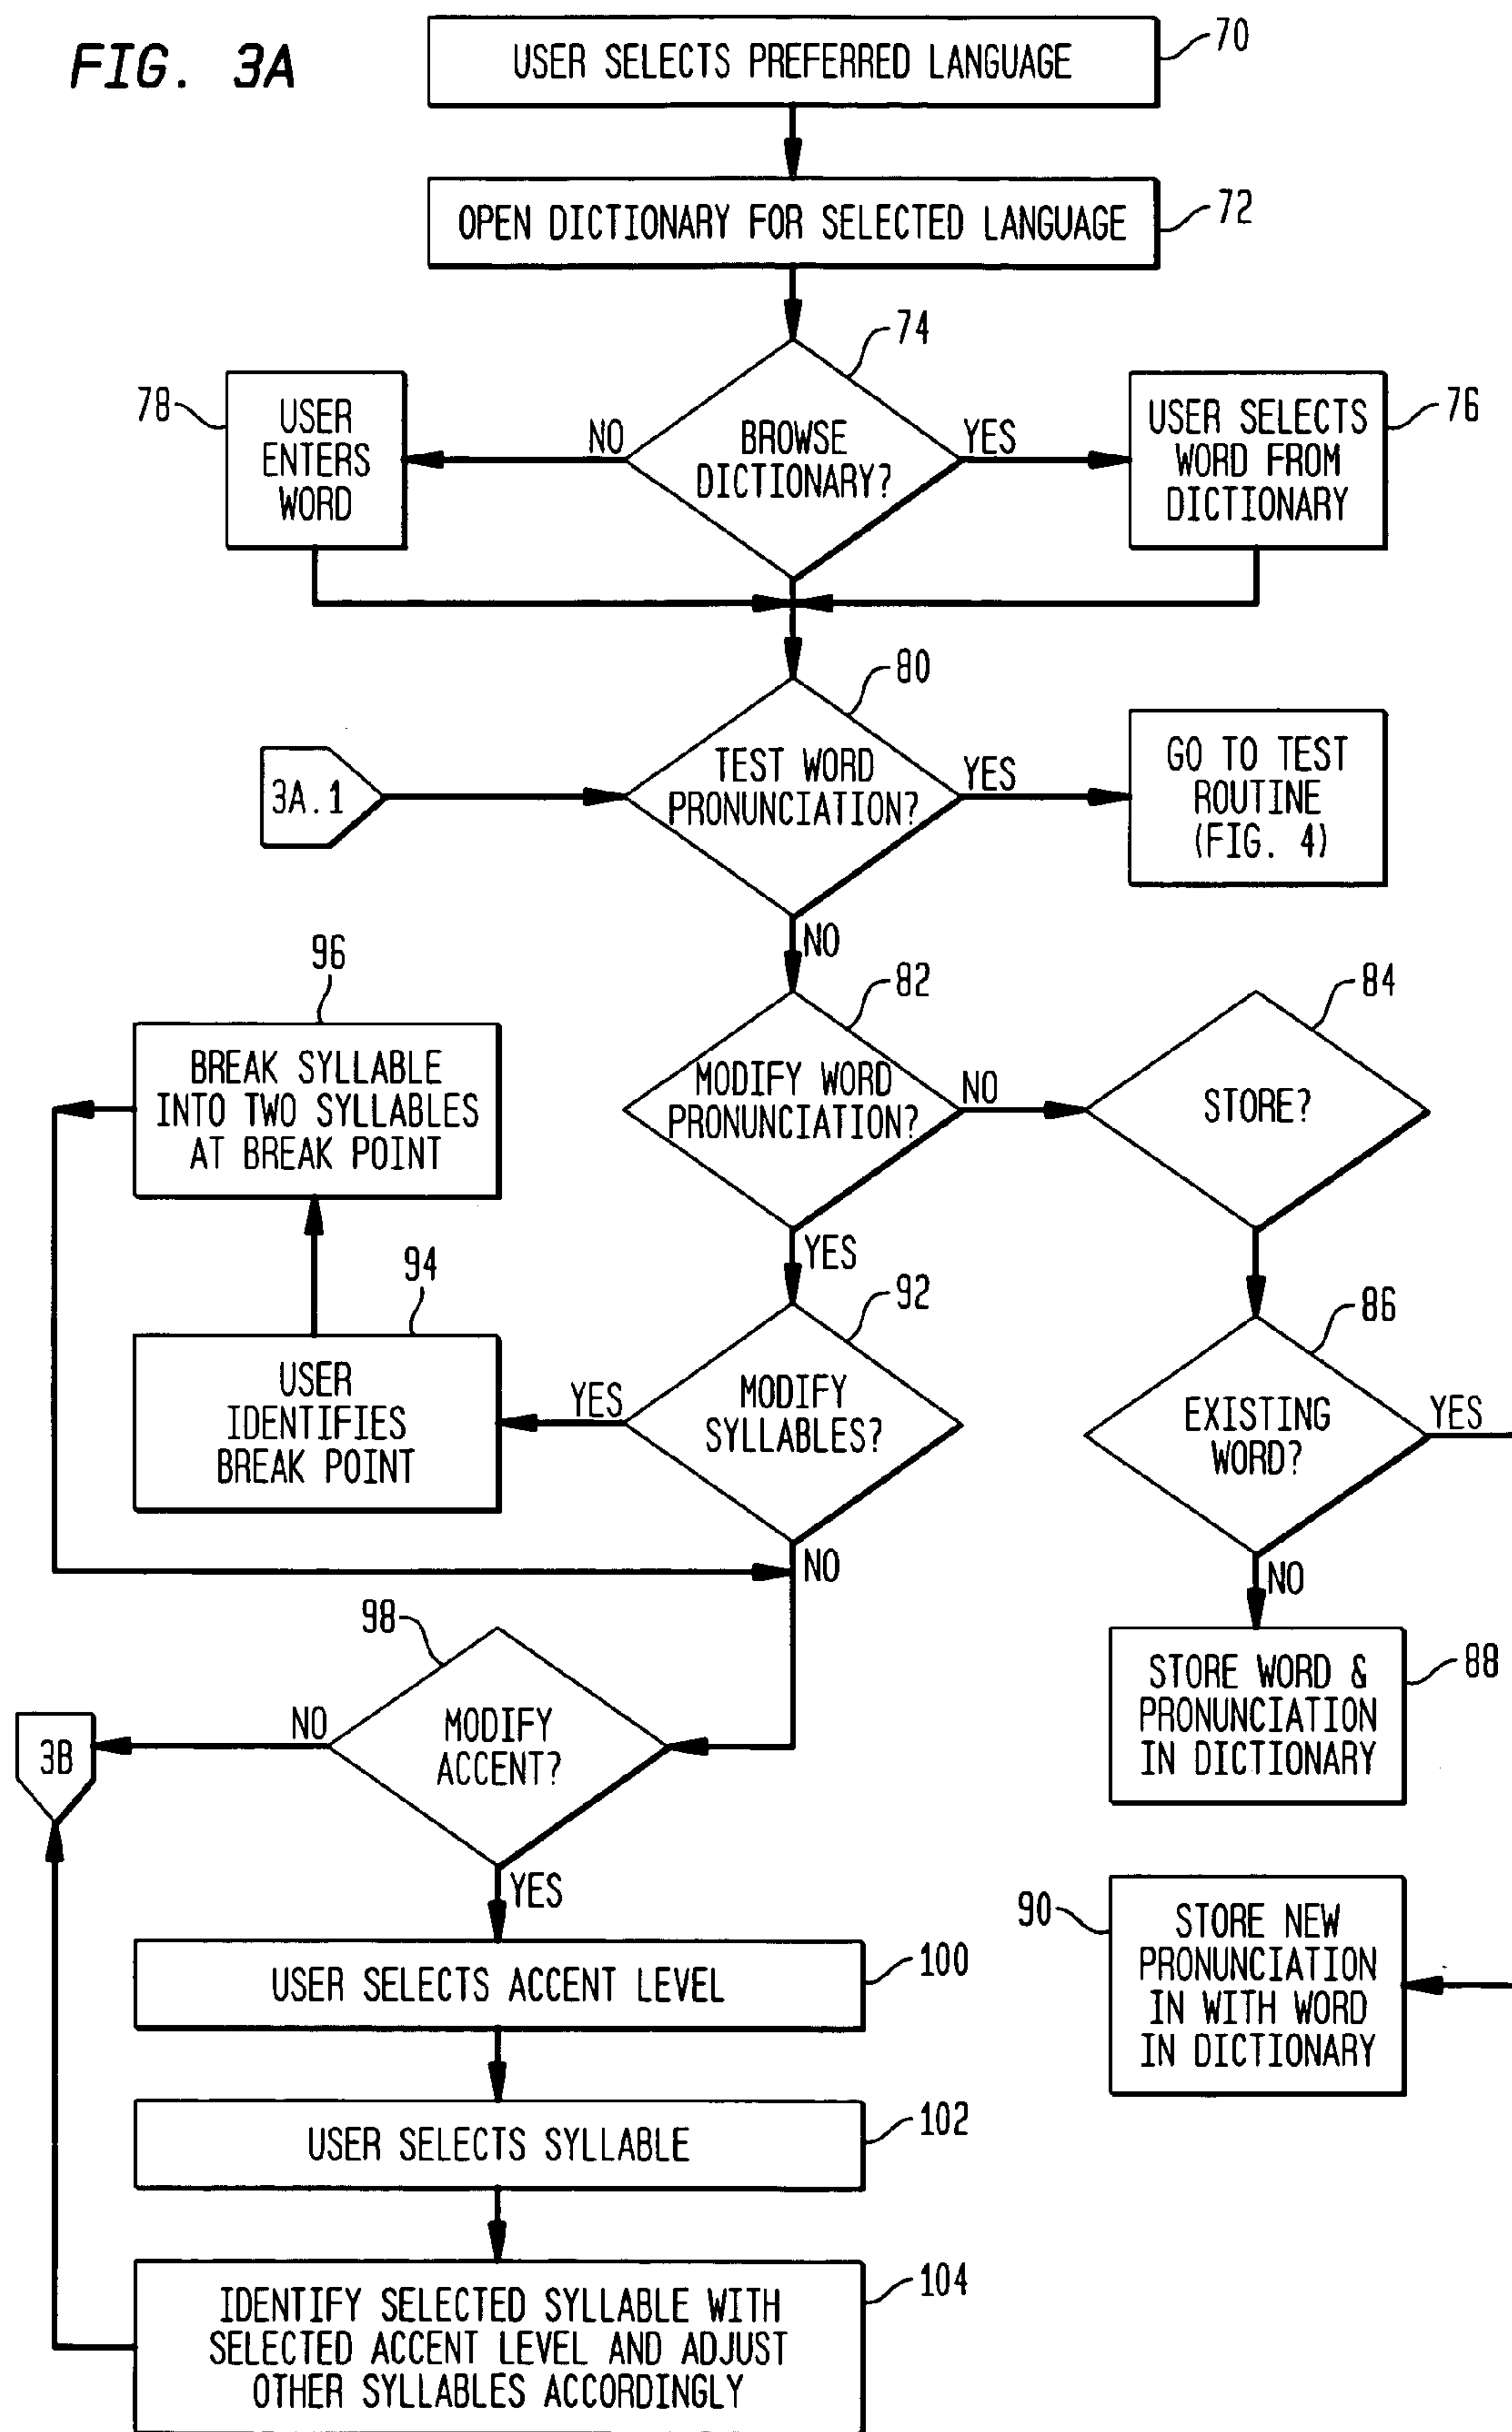 FIG. 3A
USER SELECTS PREFERRED LANGUAGE
70
OPEN DICTIONARY FOR SELECTED LANGUAGE
72
74
BROWSE
DICTIONARY?
NO
YES
78
USER
ENTERS
WORD
USER SELECTS
WORD FROM
DICTIONARY
76
80
3A.1
TEST WORD
PRONUNCIATION?
YES
GO TO TEST
ROUTINE
(FIG. 4)
NO
82
MODIFY WORD
PRONUNCIATION?
NO
84
STORE?
96
BREAK SYLLABLE
INTO TWO SYLLABLES
AT BREAK POINT
YES
94
USER
IDENTIFIES
BREAK POINT
92
MODIFY
SYLLABLES?
YES
NO
86
EXISTING
WORD?
YES
NO
STORE WORD &
PRONUNCIATION
IN DICTIONARY
88
98
MODIFY
ACCENT?
NO
3B
YES
90
STORE NEW
PRONUNCIATION
IN WITH WORD
IN DICTIONARY
USER SELECTS ACCENT LEVEL
100
USER SELECTS SYLLABLE
102
IDENTIFY SELECTED SYLLABLE WITH
SELECTED ACCENT LEVEL AND ADJUST
OTHER SYLLABLES ACCORDINGLY
104